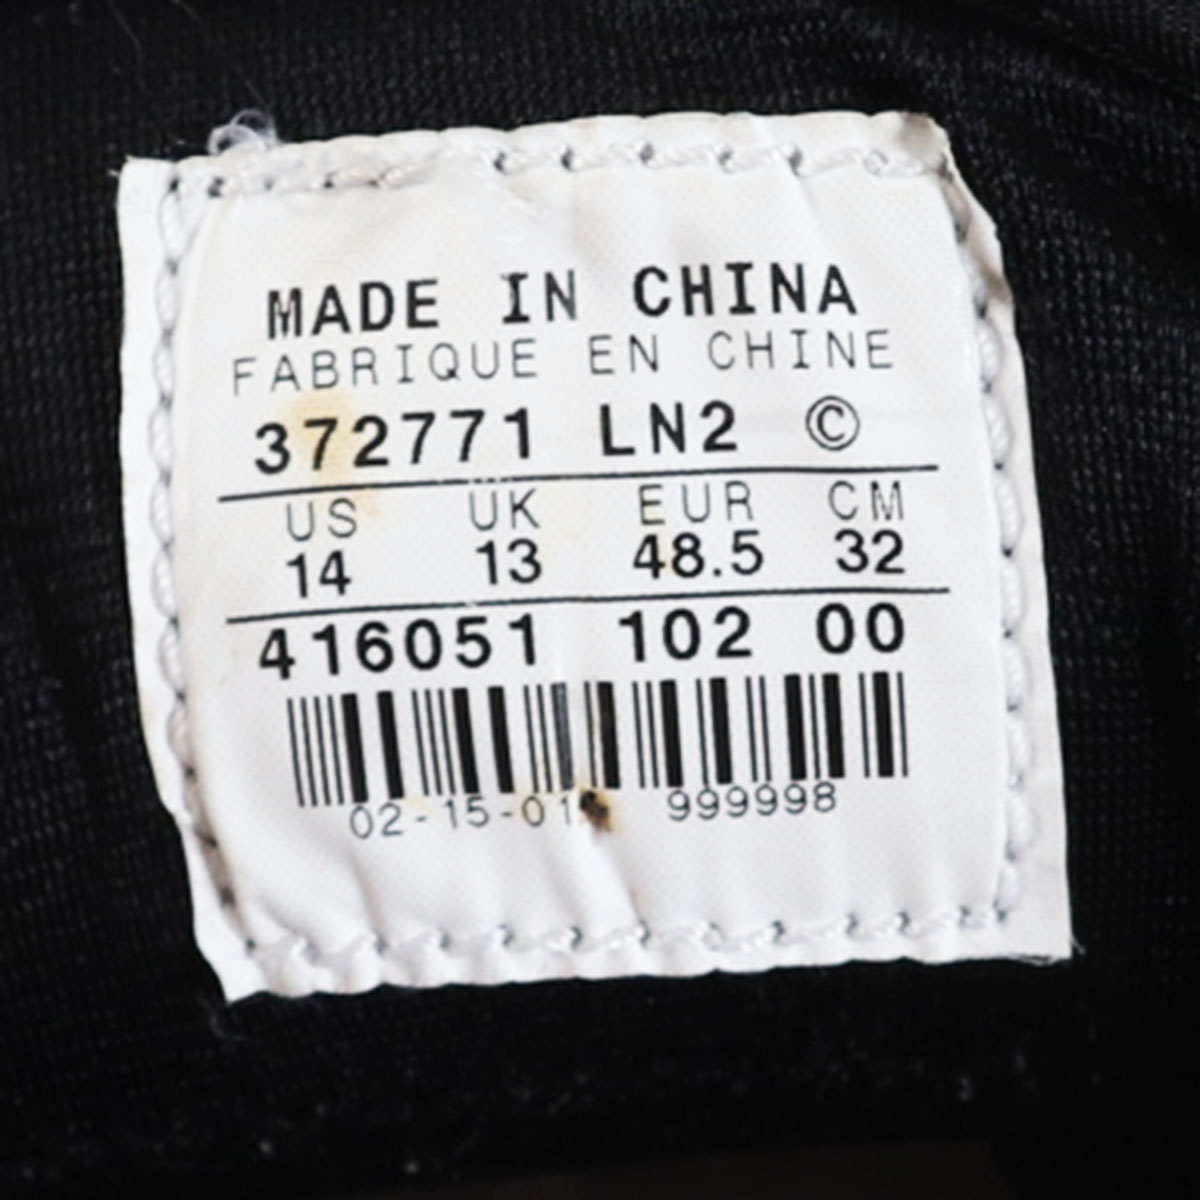 MADE IN CHINA
FABRIQUE EN CHINE
372771 LN2 ©
US UK EUR CM
14 13 48.5 32
416051 102 00
02-15-01 999998